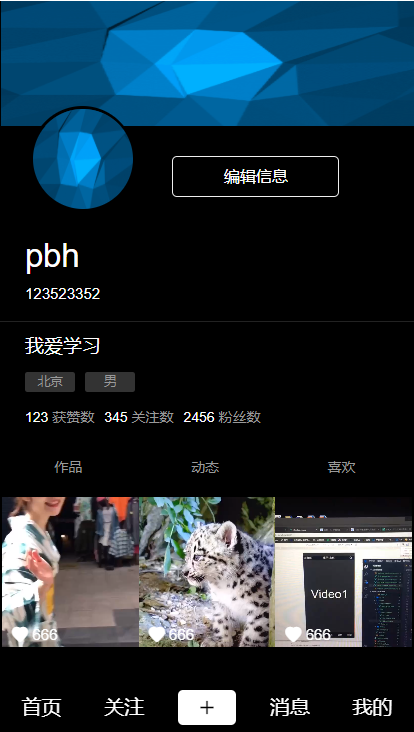 编辑信息
pbh
123523352
我爱学习
北京 男
123 获赞数 345 关注数 2456 粉丝数
作品 动态 喜欢
Video1
666 666 666
首页 关注 + 消息 我的